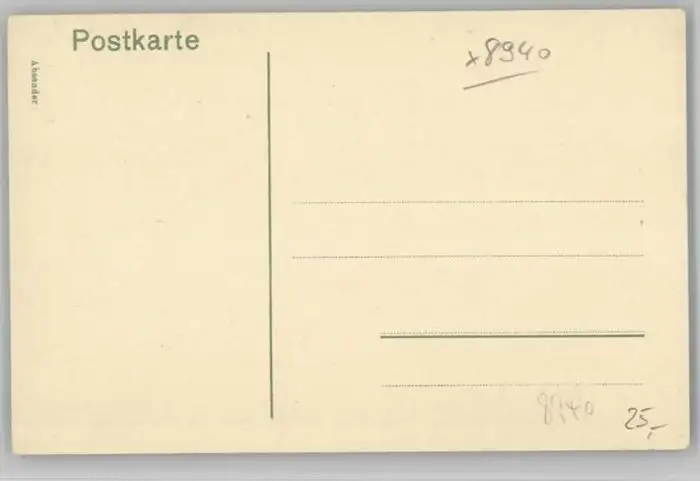 Postkarte
Absender
x8940
8940
25,-